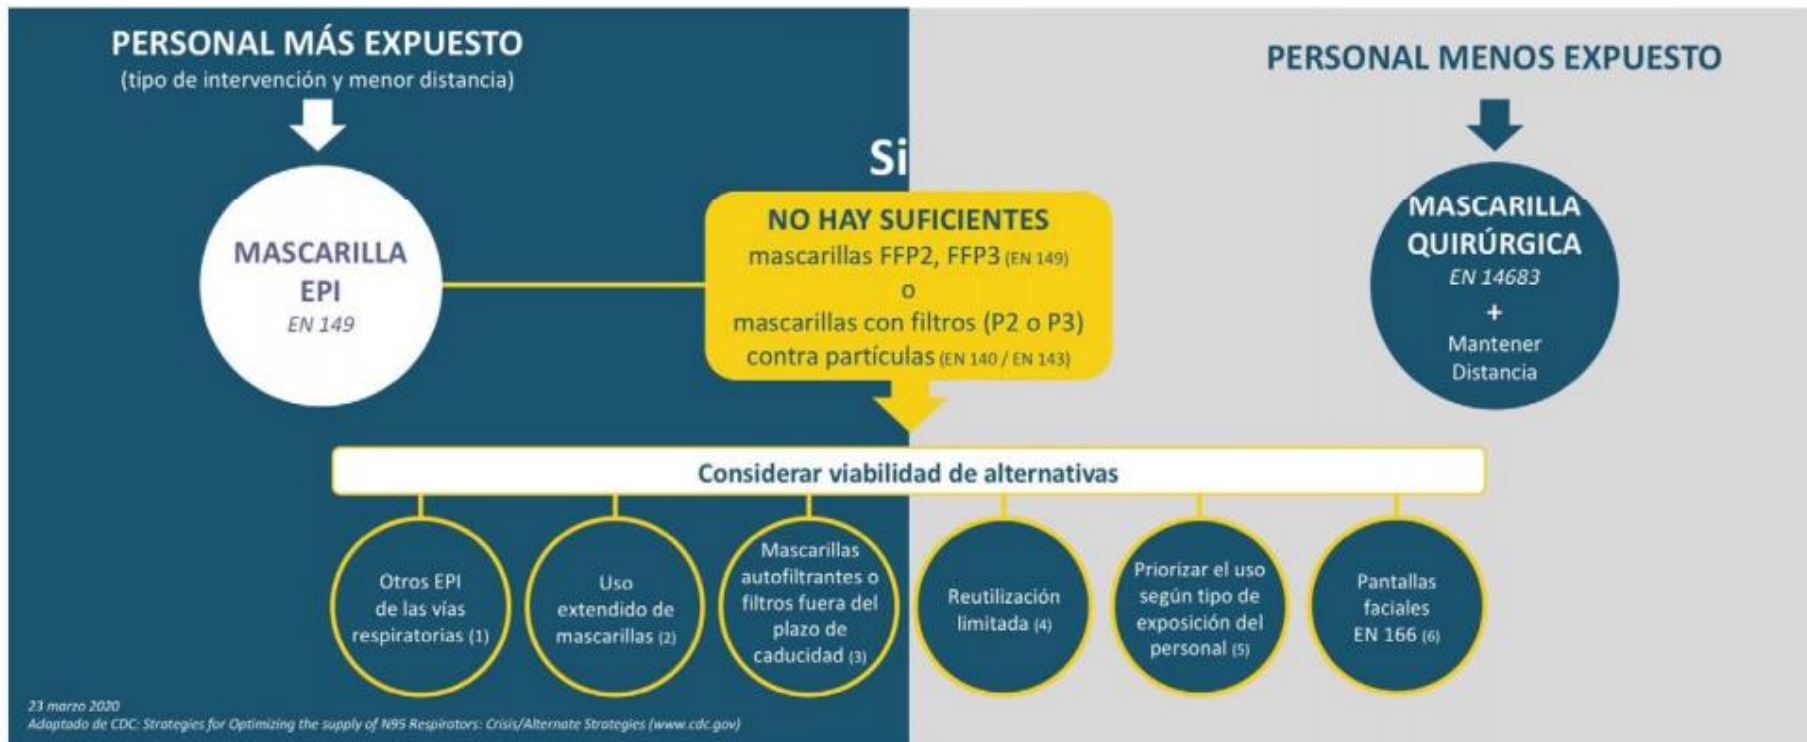 PERSONAL MÁS EXPUESTO
(tipo de intervención y menor distancia)
MASCARILLA
EPI
EN 149
Si
NO HAY SUFICIENTES
mascarillas FFP2, FFP3 (EN 149)
o
mascarillas con filtros (P2 o P3)
contra partículas (EN 140 / EN 143)
PERSONAL MENOS EXPUESTO
MASCARILLA
QUIRÚRGICA
EN 14683
+
Mantener
Distancia
Considerar viabilidad de alternativas
Otros EPI
de las vías
respiratorias (1)
Uso
extendido de
mascarillas (2)
Mascarillas
autofiltrantes o
filtros fuera del
plazo de
caducidad (3)
Reutilización
limitada (4)
Priorizar el uso
según tipo de
exposición del
personal (5)
Pantallas
faciales
EN 166 (6)
23 marzo 2020
Adaptado de CDC: Strategies for Optimizing the supply of N95 Respirators: Crisis/Alternate Strategies (www.cdc.gov)